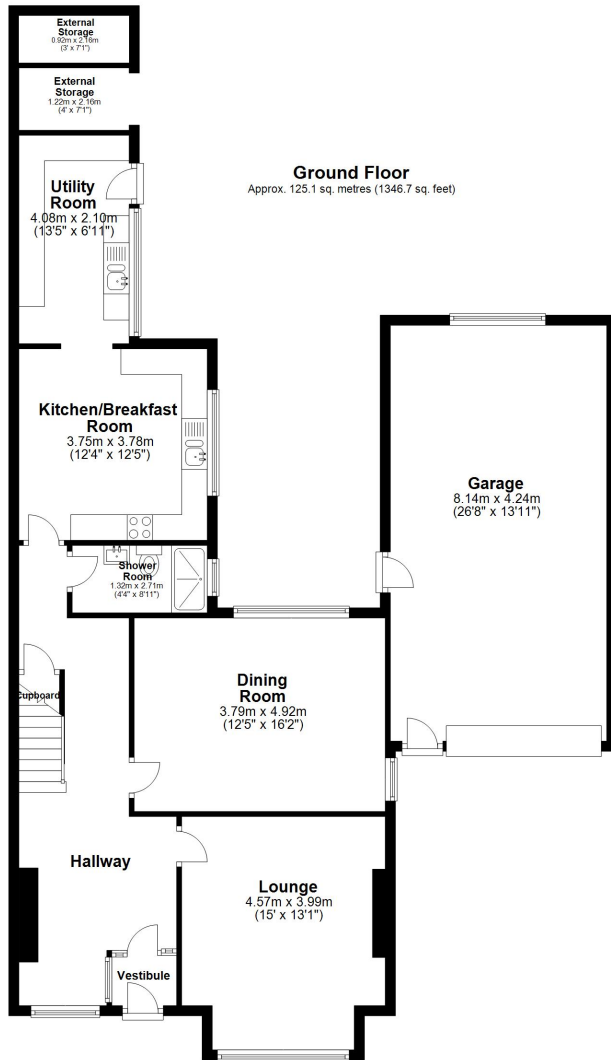 External
Storage
0.92m x 2.16m
(3' x 7'1")
External
Storage
1.22m x 2.16m
(4' x 7'1")
Ground Floor
Approx. 125.1 sq. metres (1346.7 sq. feet)
Utility
Room
4.08m x 2.10m
(13'5" x 6'11")
Kitchen/Breakfast
Room
3.75m x 3.78m
(12'4" x 12'5")
Garage
8.14m x 4.24m
(26'8" x 13'11")
Shower
Room
1.32m x 2.71m
(4'4" x 8'11")
Cupboard
Dining
Room
3.79m x 4.92m
(12'5" x 16'2")
Hallway
Lounge
4.57m x 3.99m
(15' x 13'1")
Vestibule